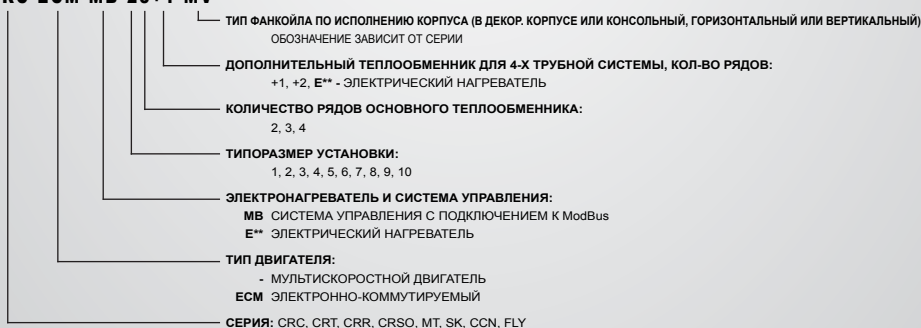 ТИП ФАНКОЙЛА ПО ИСПОЛНЕНИЮ КОРПУСА (В ДЕКОР. КОРПУСЕ ИЛИ КОНСОЛЬНЫЙ, ГОРИЗОНТАЛЬНЫЙ ИЛИ ВЕРТИКАЛЬНЫЙ)
ОБОЗНАЧЕНИЕ ЗАВИСИТ ОТ СЕРИИ
ДОПОЛНИТЕЛЬНЫЙ ТЕПЛООБМЕННИК ДЛЯ 4-Х ТРУБНОЙ СИСТЕМЫ, КОЛ-ВО РЯДОВ:
+1, +2, E** - ЭЛЕКТРИЧЕСКИЙ НАГРЕВАТЕЛЬ
КОЛИЧЕСТВО РЯДОВ ОСНОВНОГО ТЕПЛООБМЕННИКА:
2, 3, 4
ТИПОРАЗМЕР УСТАНОВКИ:
1, 2, 3, 4, 5, 6, 7, 8, 9, 10
ЭЛЕКТРОНАГРЕВАТЕЛЬ И СИСТЕМА УПРАВЛЕНИЯ:
MB СИСТЕМА УПРАВЛЕНИЯ С ПОДКЛЮЧЕНИЕМ К ModBus
E** ЭЛЕКТРИЧЕСКИЙ НАГРЕВАТЕЛЬ
ТИП ДВИГАТЕЛЯ:
- МУЛЬТИСКОРОСТНОЙ ДВИГАТЕЛЬ
ECM ЭЛЕКТРОННО-КОММУТИРУЕМЫЙ
СЕРИЯ: CRC, CRT, CRR, CRSO, MT, SK, CCN, FLY